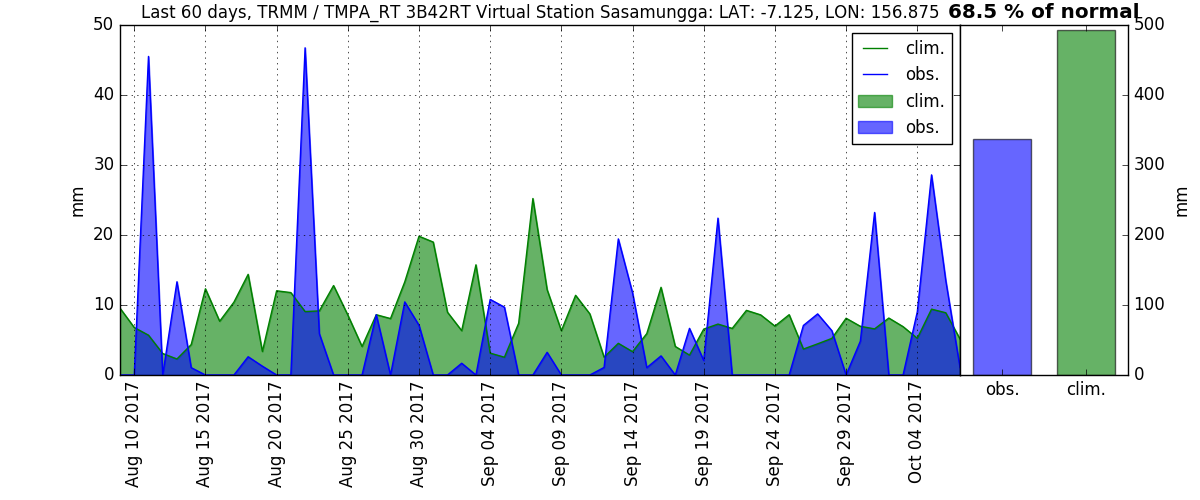 Last 60 days, TRMM / TMPA_RT 3B42RT Virtual Station Sasamungga: LAT: -7.125, LON: 156.875
68.5 % of normal
clim.
obs.
clim.
obs.
50
40
30
20
10
0
mm
500
400
300
200
100
0
mm
Aug 10 2017
Aug 15 2017
Aug 20 2017
Aug 25 2017
Aug 30 2017
Sep 04 2017
Sep 09 2017
Sep 14 2017
Sep 19 2017
Sep 24 2017
Sep 29 2017
Oct 04 2017
obs.
clim.